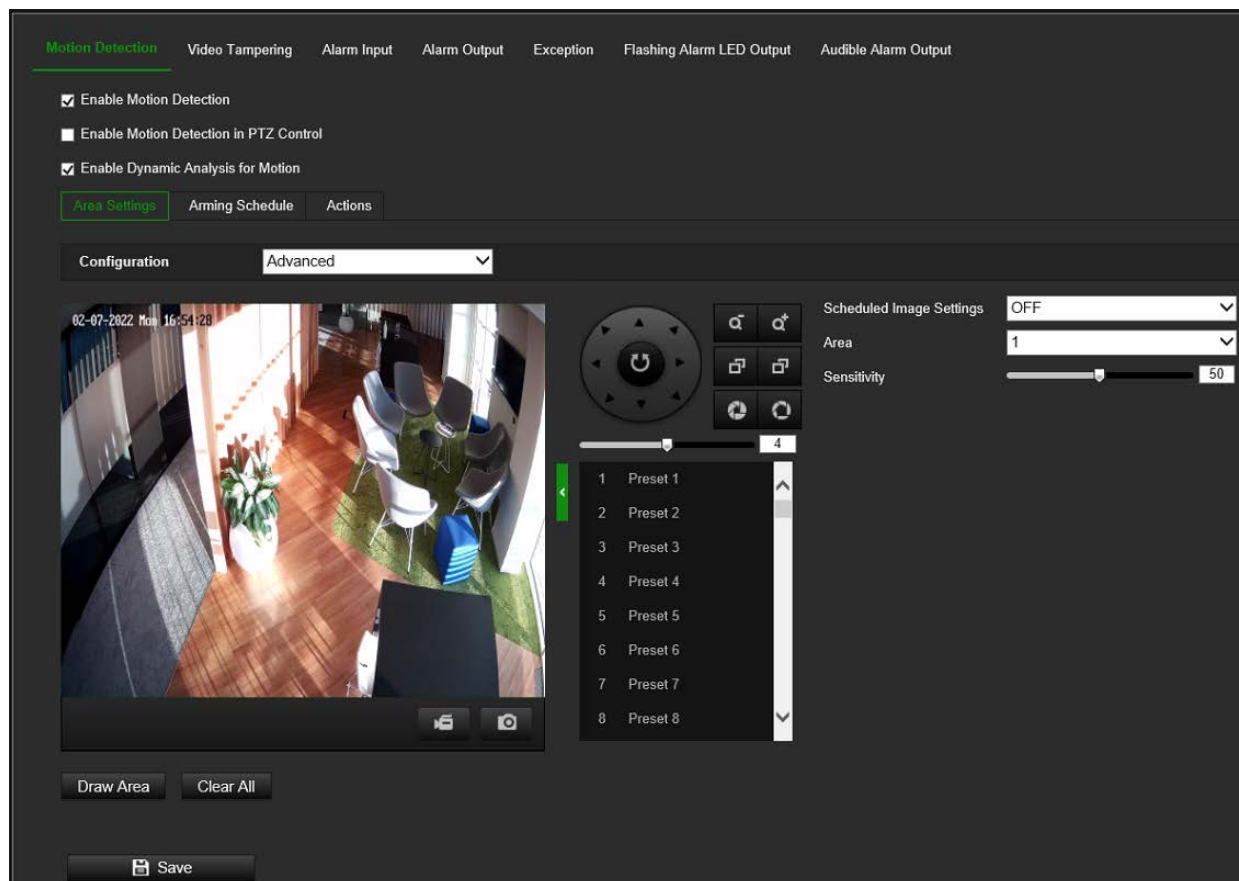 Motion Detection Video Tampering Alarm Input Alarm Output Exception Flashing Alarm LED Output Audible Alarm Output
Enable Motion Detection
Enable Motion Detection in PTZ Control
Enable Dynamic Analysis for Motion
Area Settings Arming Schedule Actions
Configuration Advanced
02-07-2022 Mon 16:54:28
Scheduled Image Settings OFF
Area 1
Sensitivity 50
4
1 Preset 1
2 Preset 2
3 Preset 3
4 Preset 4
5 Preset 5
6 Preset 6
7 Preset 7
8 Preset 8
Draw Area Clear All
Save